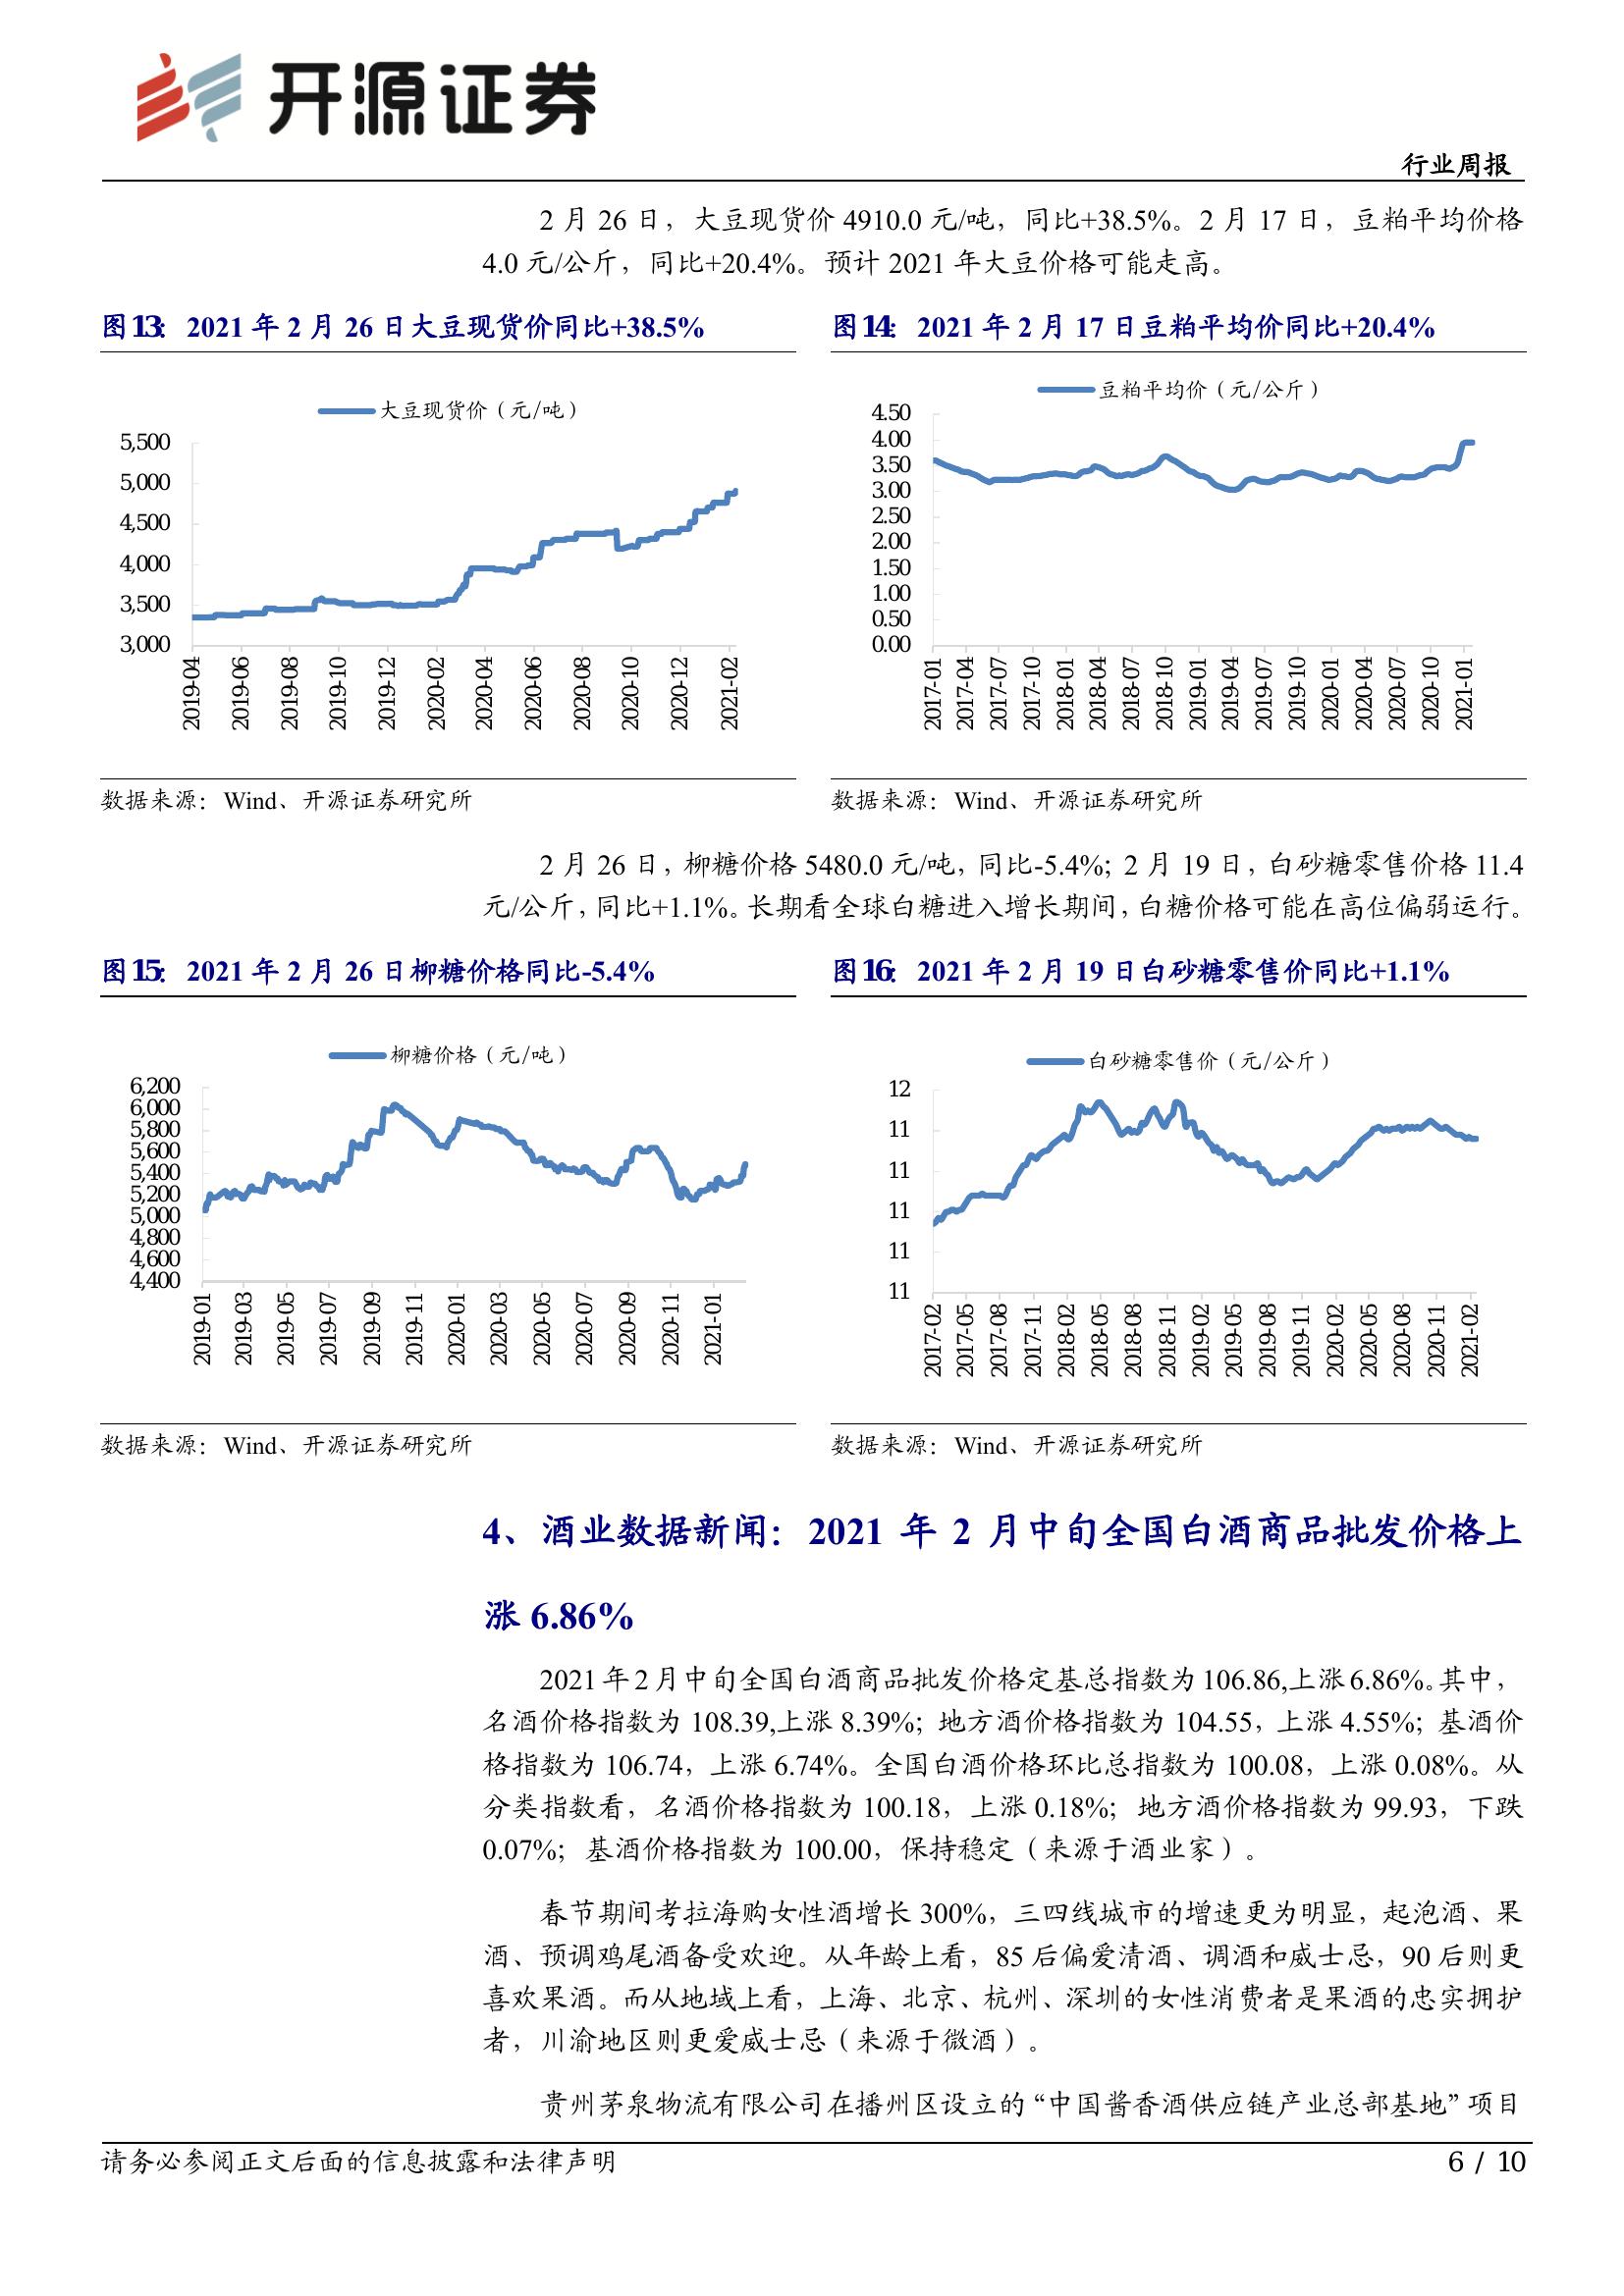 开源证券
行业周报
2 月 26 日，大豆现货价 4910.0 元/吨，同比+38.5%。2 月 17 日，豆粕平均价格
4.0 元/公斤，同比+20.4%。预计 2021 年大豆价格可能走高。
图13： 2021 年 2 月 26 日大豆现货价同比+38.5%
图14： 2021 年 2 月 17 日豆粕平均价同比+20.4%
大豆现货价（元/吨）
5,500
5,000
4,500
4,000
3,500
3,000
2019-04 2019-06 2019-08 2019-10 2019-12 2020-02 2020-04 2020-06 2020-08 2020-10 2020-12 2021-02
豆粕平均价（元/公斤）
4.50
4.00
3.50
3.00
2.50
2.00
1.50
1.00
0.50
0.00
2017-01 2017-04 2017-07 2017-10 2018-01 2018-04 2018-07 2018-10 2019-01 2019-04 2019-07 2019-10 2020-01 2020-04 2020-07 2020-10 2021-01
数据来源：Wind、开源证券研究所
数据来源：Wind、开源证券研究所
2 月 26 日，柳糖价格 5480.0 元/吨，同比-5.4%；2 月 19 日，白砂糖零售价格 11.4
元/公斤，同比+1.1%。长期看全球白糖进入增长期间，白糖价格可能在高位偏弱运行。
图15： 2021 年 2 月 26 日柳糖价格同比-5.4%
图16： 2021 年 2 月 19 日白砂糖零售价同比+1.1%
柳糖价格（元/吨）
6,200
6,000
5,800
5,600
5,400
5,200
5,000
4,800
4,600
4,400
2019-01 2019-03 2019-05 2019-07 2019-09 2019-11 2020-01 2020-03 2020-05 2020-07 2020-09 2020-11 2021-01
白砂糖零售价（元/公斤）
12
11
11
11
11
11
2017-02 2017-05 2017-08 2017-11 2018-02 2018-05 2018-08 2018-11 2019-02 2019-05 2019-08 2019-11 2020-02 2020-05 2020-08 2020-11 2021-02
数据来源：Wind、开源证券研究所
数据来源：Wind、开源证券研究所
4、酒业数据新闻：2021 年 2 月中旬全国白酒商品批发价格上
涨 6.86%
2021 年 2 月中旬全国白酒商品批发价格定基总指数为 106.86,上涨 6.86%。其中，
名酒价格指数为 108.39,上涨 8.39%；地方酒价格指数为 104.55，上涨 4.55%；基酒价
格指数为 106.74，上涨 6.74%。全国白酒价格环比总指数为 100.08，上涨 0.08%。从
分类指数看，名酒价格指数为 100.18，上涨 0.18%；地方酒价格指数为 99.93，下跌
0.07%；基酒价格指数为 100.00，保持稳定（来源于酒业家）。
春节期间考拉海购女性酒增长 300%，三四线城市的增速更为明显，起泡酒、果
酒、预调鸡尾酒备受欢迎。从年龄上看，85 后偏爱清酒、调酒和威士忌，90 后则更
喜欢果酒。而从地域上看，上海、北京、杭州、深圳的女性消费者是果酒的忠实拥护
者，川渝地区则更爱威士忌（来源于微酒）。
贵州茅泉物流有限公司在播州区设立的“中国酱香酒供应链产业总部基地”项目
请务必参阅正文后面的信息披露和法律声明
6 / 10